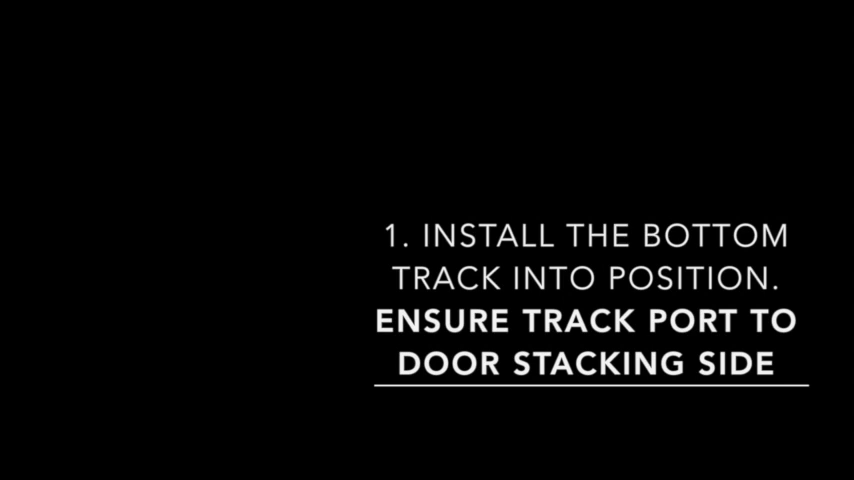 1. INSTALL THE BOTTOM
TRACK INTO POSITION.
ENSURE TRACK PORT TO
DOOR STACKING SIDE